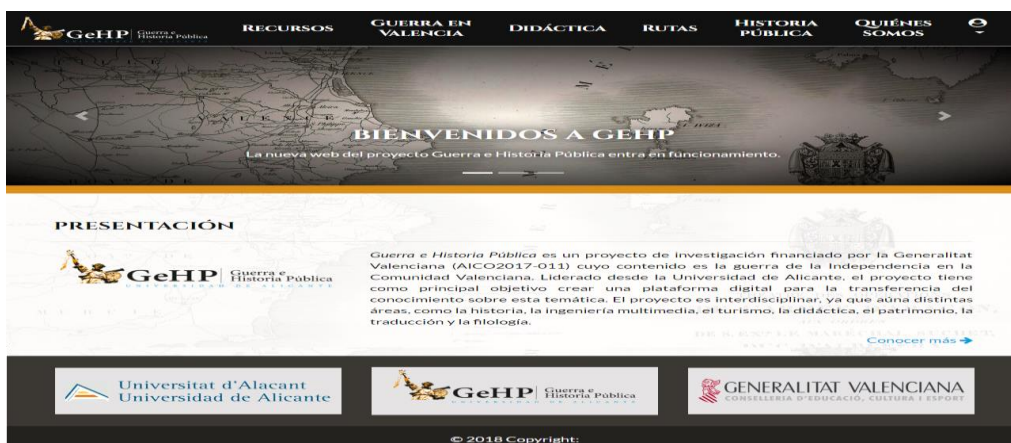 GeHP Guerra e
Historia Pública
UNIVERSIDAD DE ALICANTE
RECURSOS
GUERRA EN
VALENCIA
DIDÁCTICA
RUTAS
HISTORIA
PÚBLICA
QUIÉNES
SOMOS
BIENVENIDOS A GEHP
La nueva web del proyecto Guerra e Historia Pública entra en funcionamiento.
PRESENTACIÓN
GeHP Guerra e
Historia Pública
UNIVERSIDAD DE ALICANTE
Guerra e Historia Pública es un proyecto de investigación financiado por la Generalitat
Valenciana (AICO2017-011) cuyo contenido es la guerra de la Independencia en la
Comunidad Valenciana. Liderado desde la Universidad de Alicante, el proyecto tiene
como principal objetivo crear una plataforma digital para la transferencia del
conocimiento sobre esta temática. El proyecto es interdisciplinar, ya que aúna distintas
áreas, como la historia, la ingeniería multimedia, el turismo, la didáctica, el patrimonio, la
traducción y la filología.
Conocer más
Universitat d'Alacant
Universidad de Alicante
GeHP Guerra e
Historia Pública
UNIVERSIDAD DE ALICANTE
GENERALITAT VALENCIANA
CONSELLERIA D'EDUCACIÓ, CULTURA I ESPORT
© 2018 Copyright: